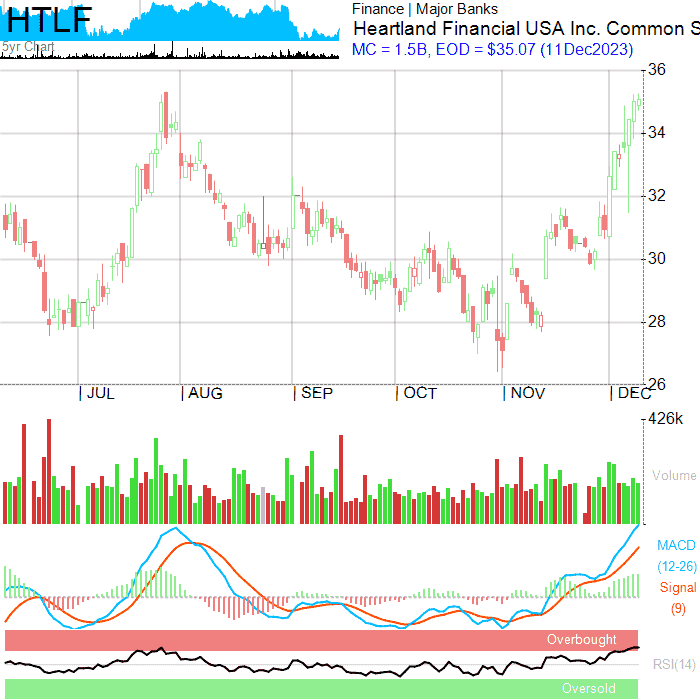 HTLF
5yr Chart
Finance | Major Banks
Heartland Financial USA Inc. Common S
MC = 1.5B, EOD = $35.07 (11Dec2023)
36
34
32
30
28
26
JUL
AUG
SEP
OCT
NOV
DEC
426k
Volume
MACD
(12-26)
Signal
(9)
Overbought
RSI(14)
Oversold